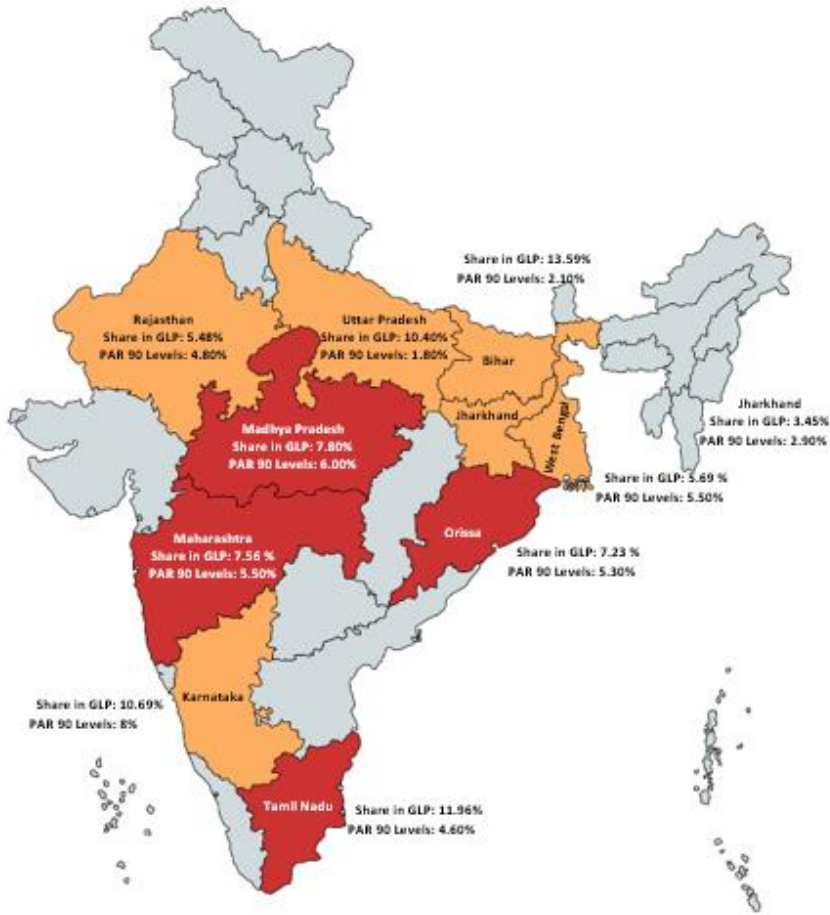 Share in GLP: 13.59%
PAR 90 Levels: 2.10%
Rajasthan
Share in GLP: 5.48%
PAR 90 Levels: 4.80%
Uttar Pradesh
Share in GLP: 10.40%
PAR 90 Levels: 1.80%
Bihar
Jharkhand
West Bengal
Jharkhand
Share in GLP: 3.45%
PAR 90 Levels: 2.90%
Madhya Pradesh
Share in GLP: 7.80%
PAR 90 Levels: 6.00%
5.69 %
PAR 90 Levels: 5.50%
Maharashtra
Share in GLP: 7.56 %
PAR 90 Levels: 5.50%
Orissa
Share in GLP: 7.23 %
PAR 90 Levels: 5.30%
Karnataka
Share in GLP: 10.69%
PAR 90 Levels: 8%
Tamil Nadu
Share in GLP: 11.96%
PAR 90 Levels: 4.60%